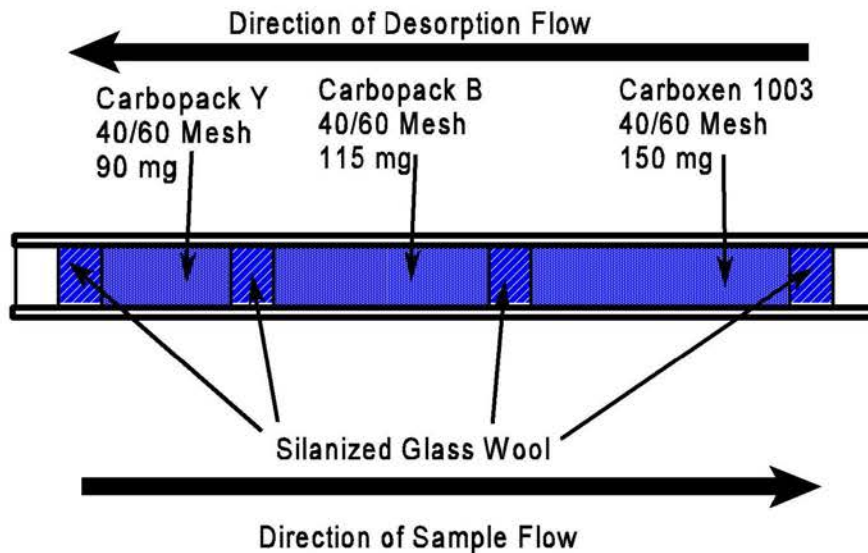 Direction of Desorption Flow
Carbopack Y
40/60 Mesh
90 mg
Carbopack B
40/60 Mesh
115 mg
Carboxen 1003
40/60 Mesh
150 mg
Silanized Glass Wool
Direction of Sample Flow